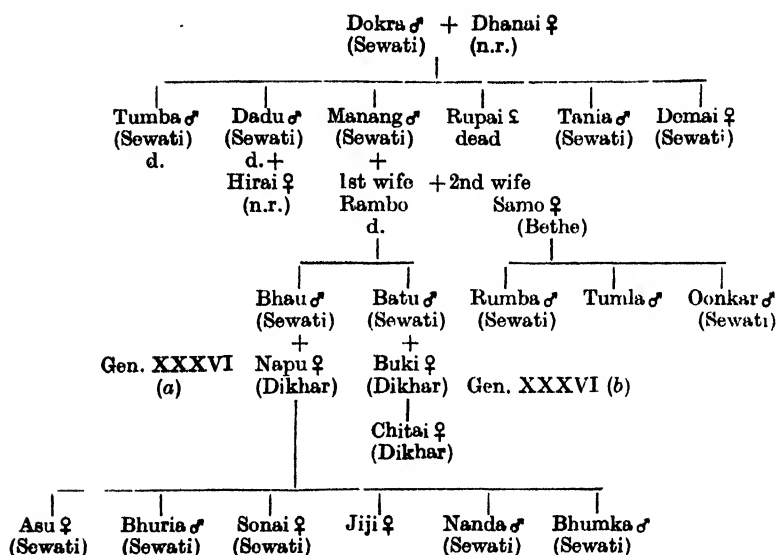 Dokra ♂ + Dhanai ♀
(Sewati) (n.r.)
Tumba ♂ Dadu ♂ Manang ♂ Rupai ♀ Tania ♂ Demai ♀
(Sewati) (Sewati) (Sewati) dead (Sewati) (Sewati)
d. d. + +
Hirai ♀ 1st wife + 2nd wife
(n.r.) Rambo Samo ♀
d. (Bethe)
Bhau ♂ Batu ♂ Rumba ♂ Tumla ♂ Oonkar ♂
(Sewati) (Sewati) (Sewati) (Sewati)
+ +
Gen. XXXVI Napu ♀ Buki ♀
(a) (Dikhar) (Dikhar) Gen. XXXVI (b)
Chitai ♀
(Dikhar)
Asu ♀ Bhuria ♂ Sonai ♀ Jiji ♀ Nanda ♂ Bhumka ♂
(Sewati) (Sewati) (Sewati) (Sewati) (Sewati)